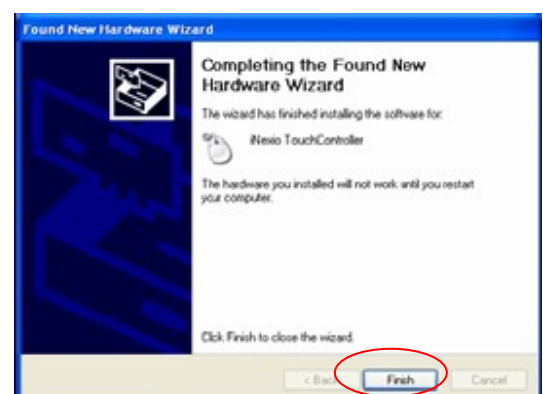 Found New Hardware Wizard
Completing the Found New
Hardware Wizard
The wizard has finished installing the software for:
iNexio TouchController
The hardware you installed will not work until you restart
your computer.
Click Finish to close the wizard.
< Back
Finish
Cancel